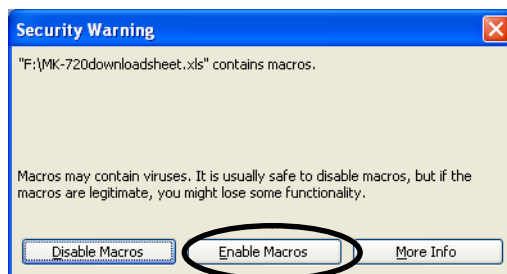 Security Warning
"F:\MK-720downloadsheet.xls" contains macros.
Macros may contain viruses. It is usually safe to disable macros, but if the
macros are legitimate, you might lose some functionality.
Disable Macros Enable Macros More Info